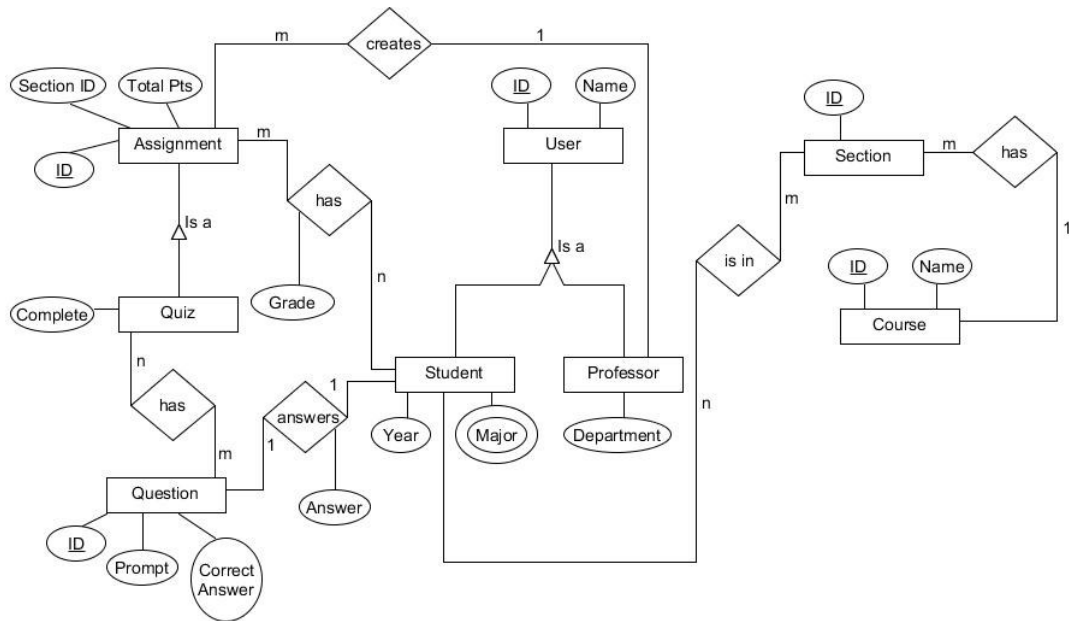 m
creates
1
Section ID
Total Pts
ID
Name
ID
Assignment
m
User
Section
m
has
ID
has
m
Is a
Is a
is in
1
n
ID
Name
Complete
Quiz
Grade
Course
n
Student
Professor
1
n
has
answers
1
Year
Major
Department
m
Question
Answer
ID
Prompt
Correct
Answer